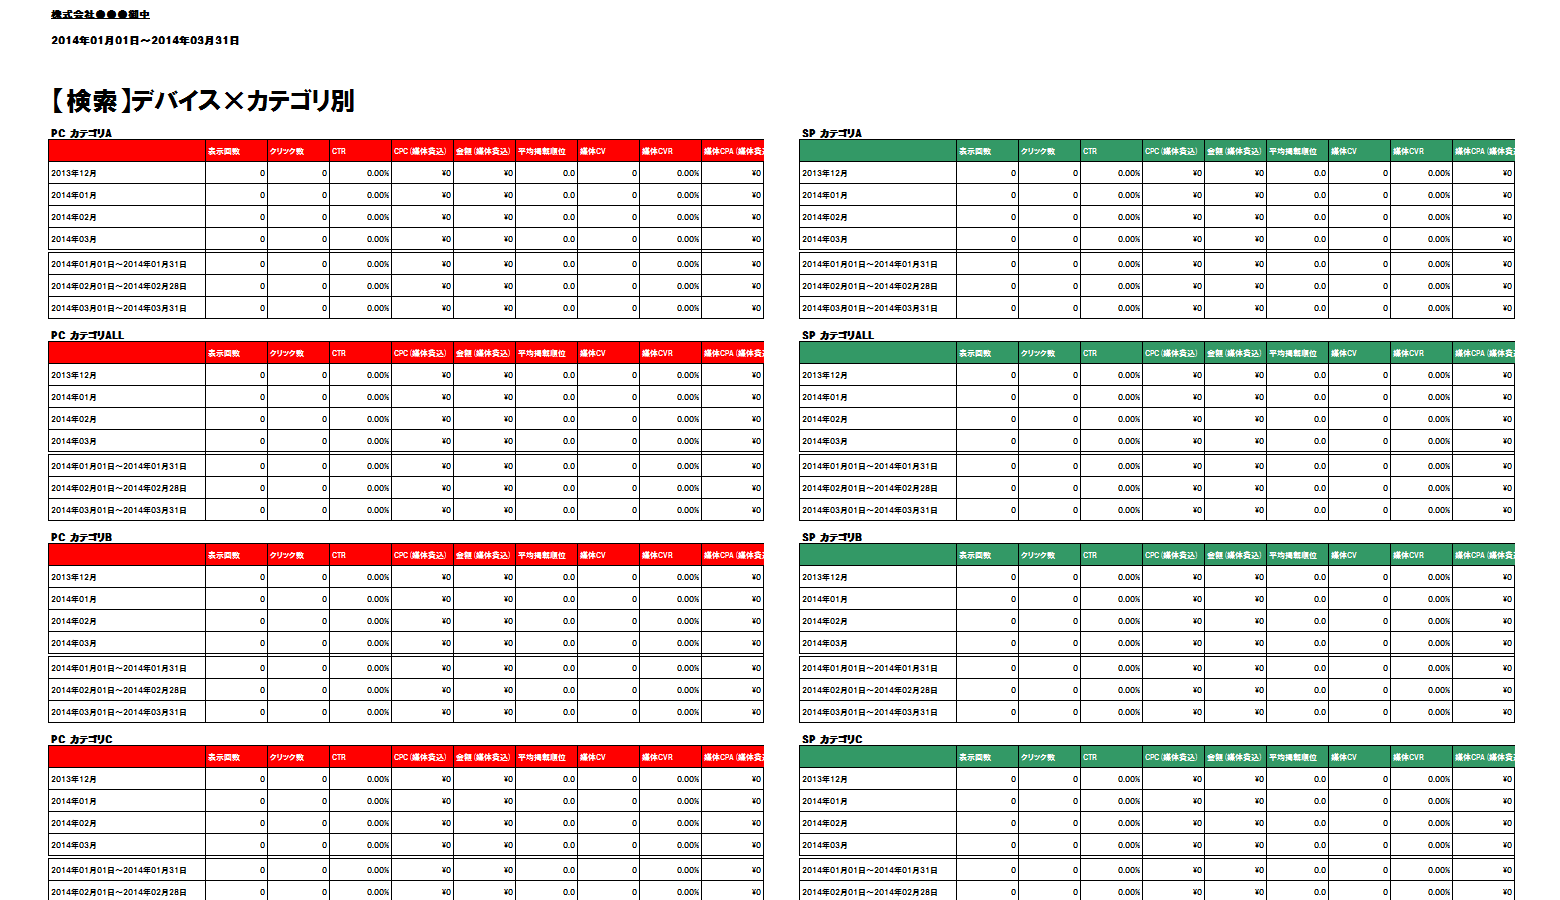 株式会社●●●御中
2014年01月01日～2014年03月31日
【検索】デバイス×カテゴリ別
PC カテゴリA
表示回数 クリック数 CTR CPC(媒体費込) 金額(媒体費込) 平均掲載順位 媒体CV 媒体CVR 媒体CPA(媒体費込
2013年12月 0 0 0.00% ¥0 ¥0 0.0 0 0.00% ¥0
2014年01月 0 0 0.00% ¥0 ¥0 0.0 0 0.00% ¥0
2014年02月 0 0 0.00% ¥0 ¥0 0.0 0 0.00% ¥0
2014年03月 0 0 0.00% ¥0 ¥0 0.0 0 0.00% ¥0
2014年01月01日～2014年01月31日 0 0 0.00% ¥0 ¥0 0.0 0 0.00% ¥0
2014年02月01日～2014年02月28日 0 0 0.00% ¥0 ¥0 0.0 0 0.00% ¥0
2014年03月01日～2014年03月31日 0 0 0.00% ¥0 ¥0 0.0 0 0.00% ¥0
SP カテゴリA
表示回数 クリック数 CTR CPC(媒体費込) 金額(媒体費込) 平均掲載順位 媒体CV 媒体CVR 媒体CPA(媒体費込
2013年12月 0 0 0.00% ¥0 ¥0 0.0 0 0.00% ¥0
2014年01月 0 0 0.00% ¥0 ¥0 0.0 0 0.00% ¥0
2014年02月 0 0 0.00% ¥0 ¥0 0.0 0 0.00% ¥0
2014年03月 0 0 0.00% ¥0 ¥0 0.0 0 0.00% ¥0
2014年01月01日～2014年01月31日 0 0 0.00% ¥0 ¥0 0.0 0 0.00% ¥0
2014年02月01日～2014年02月28日 0 0 0.00% ¥0 ¥0 0.0 0 0.00% ¥0
2014年03月01日～2014年03月31日 0 0 0.00% ¥0 ¥0 0.0 0 0.00% ¥0
PC カテゴリALL
表示回数 クリック数 CTR CPC(媒体費込) 金額(媒体費込) 平均掲載順位 媒体CV 媒体CVR 媒体CPA(媒体費込
2013年12月 0 0 0.00% ¥0 ¥0 0.0 0 0.00% ¥0
2014年01月 0 0 0.00% ¥0 ¥0 0.0 0 0.00% ¥0
2014年02月 0 0 0.00% ¥0 ¥0 0.0 0 0.00% ¥0
2014年03月 0 0 0.00% ¥0 ¥0 0.0 0 0.00% ¥0
2014年01月01日～2014年01月31日 0 0 0.00% ¥0 ¥0 0.0 0 0.00% ¥0
2014年02月01日～2014年02月28日 0 0 0.00% ¥0 ¥0 0.0 0 0.00% ¥0
2014年03月01日～2014年03月31日 0 0 0.00% ¥0 ¥0 0.0 0 0.00% ¥0
SP カテゴリALL
表示回数 クリック数 CTR CPC(媒体費込) 金額(媒体費込) 平均掲載順位 媒体CV 媒体CVR 媒体CPA(媒体費込
2013年12月 0 0 0.00% ¥0 ¥0 0.0 0 0.00% ¥0
2014年01月 0 0 0.00% ¥0 ¥0 0.0 0 0.00% ¥0
2014年02月 0 0 0.00% ¥0 ¥0 0.0 0 0.00% ¥0
2014年03月 0 0 0.00% ¥0 ¥0 0.0 0 0.00% ¥0
2014年01月01日～2014年01月31日 0 0 0.00% ¥0 ¥0 0.0 0 0.00% ¥0
2014年02月01日～2014年02月28日 0 0 0.00% ¥0 ¥0 0.0 0 0.00% ¥0
2014年03月01日～2014年03月31日 0 0 0.00% ¥0 ¥0 0.0 0 0.00% ¥0
PC カテゴリB
表示回数 クリック数 CTR CPC(媒体費込) 金額(媒体費込) 平均掲載順位 媒体CV 媒体CVR 媒体CPA(媒体費込
2013年12月 0 0 0.00% ¥0 ¥0 0.0 0 0.00% ¥0
2014年01月 0 0 0.00% ¥0 ¥0 0.0 0 0.00% ¥0
2014年02月 0 0 0.00% ¥0 ¥0 0.0 0 0.00% ¥0
2014年03月 0 0 0.00% ¥0 ¥0 0.0 0 0.00% ¥0
2014年01月01日～2014年01月31日 0 0 0.00% ¥0 ¥0 0.0 0 0.00% ¥0
2014年02月01日～2014年02月28日 0 0 0.00% ¥0 ¥0 0.0 0 0.00% ¥0
2014年03月01日～2014年03月31日 0 0 0.00% ¥0 ¥0 0.0 0 0.00% ¥0
SP カテゴリB
表示回数 クリック数 CTR CPC(媒体費込) 金額(媒体費込) 平均掲載順位 媒体CV 媒体CVR 媒体CPA(媒体費込
2013年12月 0 0 0.00% ¥0 ¥0 0.0 0 0.00% ¥0
2014年01月 0 0 0.00% ¥0 ¥0 0.0 0 0.00% ¥0
2014年02月 0 0 0.00% ¥0 ¥0 0.0 0 0.00% ¥0
2014年03月 0 0 0.00% ¥0 ¥0 0.0 0 0.00% ¥0
2014年01月01日～2014年01月31日 0 0 0.00% ¥0 ¥0 0.0 0 0.00% ¥0
2014年02月01日～2014年02月28日 0 0 0.00% ¥0 ¥0 0.0 0 0.00% ¥0
2014年03月01日～2014年03月31日 0 0 0.00% ¥0 ¥0 0.0 0 0.00% ¥0
PC カテゴリC
表示回数 クリック数 CTR CPC(媒体費込) 金額(媒体費込) 平均掲載順位 媒体CV 媒体CVR 媒体CPA(媒体費込
2013年12月 0 0 0.00% ¥0 ¥0 0.0 0 0.00% ¥0
2014年01月 0 0 0.00% ¥0 ¥0 0.0 0 0.00% ¥0
2014年02月 0 0 0.00% ¥0 ¥0 0.0 0 0.00% ¥0
2014年03月 0 0 0.00% ¥0 ¥0 0.0 0 0.00% ¥0
2014年01月01日～2014年01月31日 0 0 0.00% ¥0 ¥0 0.0 0 0.00% ¥0
2014年02月01日～2014年02月28日 0 0 0.00% ¥0 ¥0 0.0 0 0.00% ¥0
SP カテゴリC
表示回数 クリック数 CTR CPC(媒体費込) 金額(媒体費込) 平均掲載順位 媒体CV 媒体CVR 媒体CPA(媒体費込
2013年12月 0 0 0.00% ¥0 ¥0 0.0 0 0.00% ¥0
2014年01月 0 0 0.00% ¥0 ¥0 0.0 0 0.00% ¥0
2014年02月 0 0 0.00% ¥0 ¥0 0.0 0 0.00% ¥0
2014年03月 0 0 0.00% ¥0 ¥0 0.0 0 0.00% ¥0
2014年01月01日～2014年01月31日 0 0 0.00% ¥0 ¥0 0.0 0 0.00% ¥0
2014年02月01日～2014年02月28日 0 0 0.00% ¥0 ¥0 0.0 0 0.00% ¥0